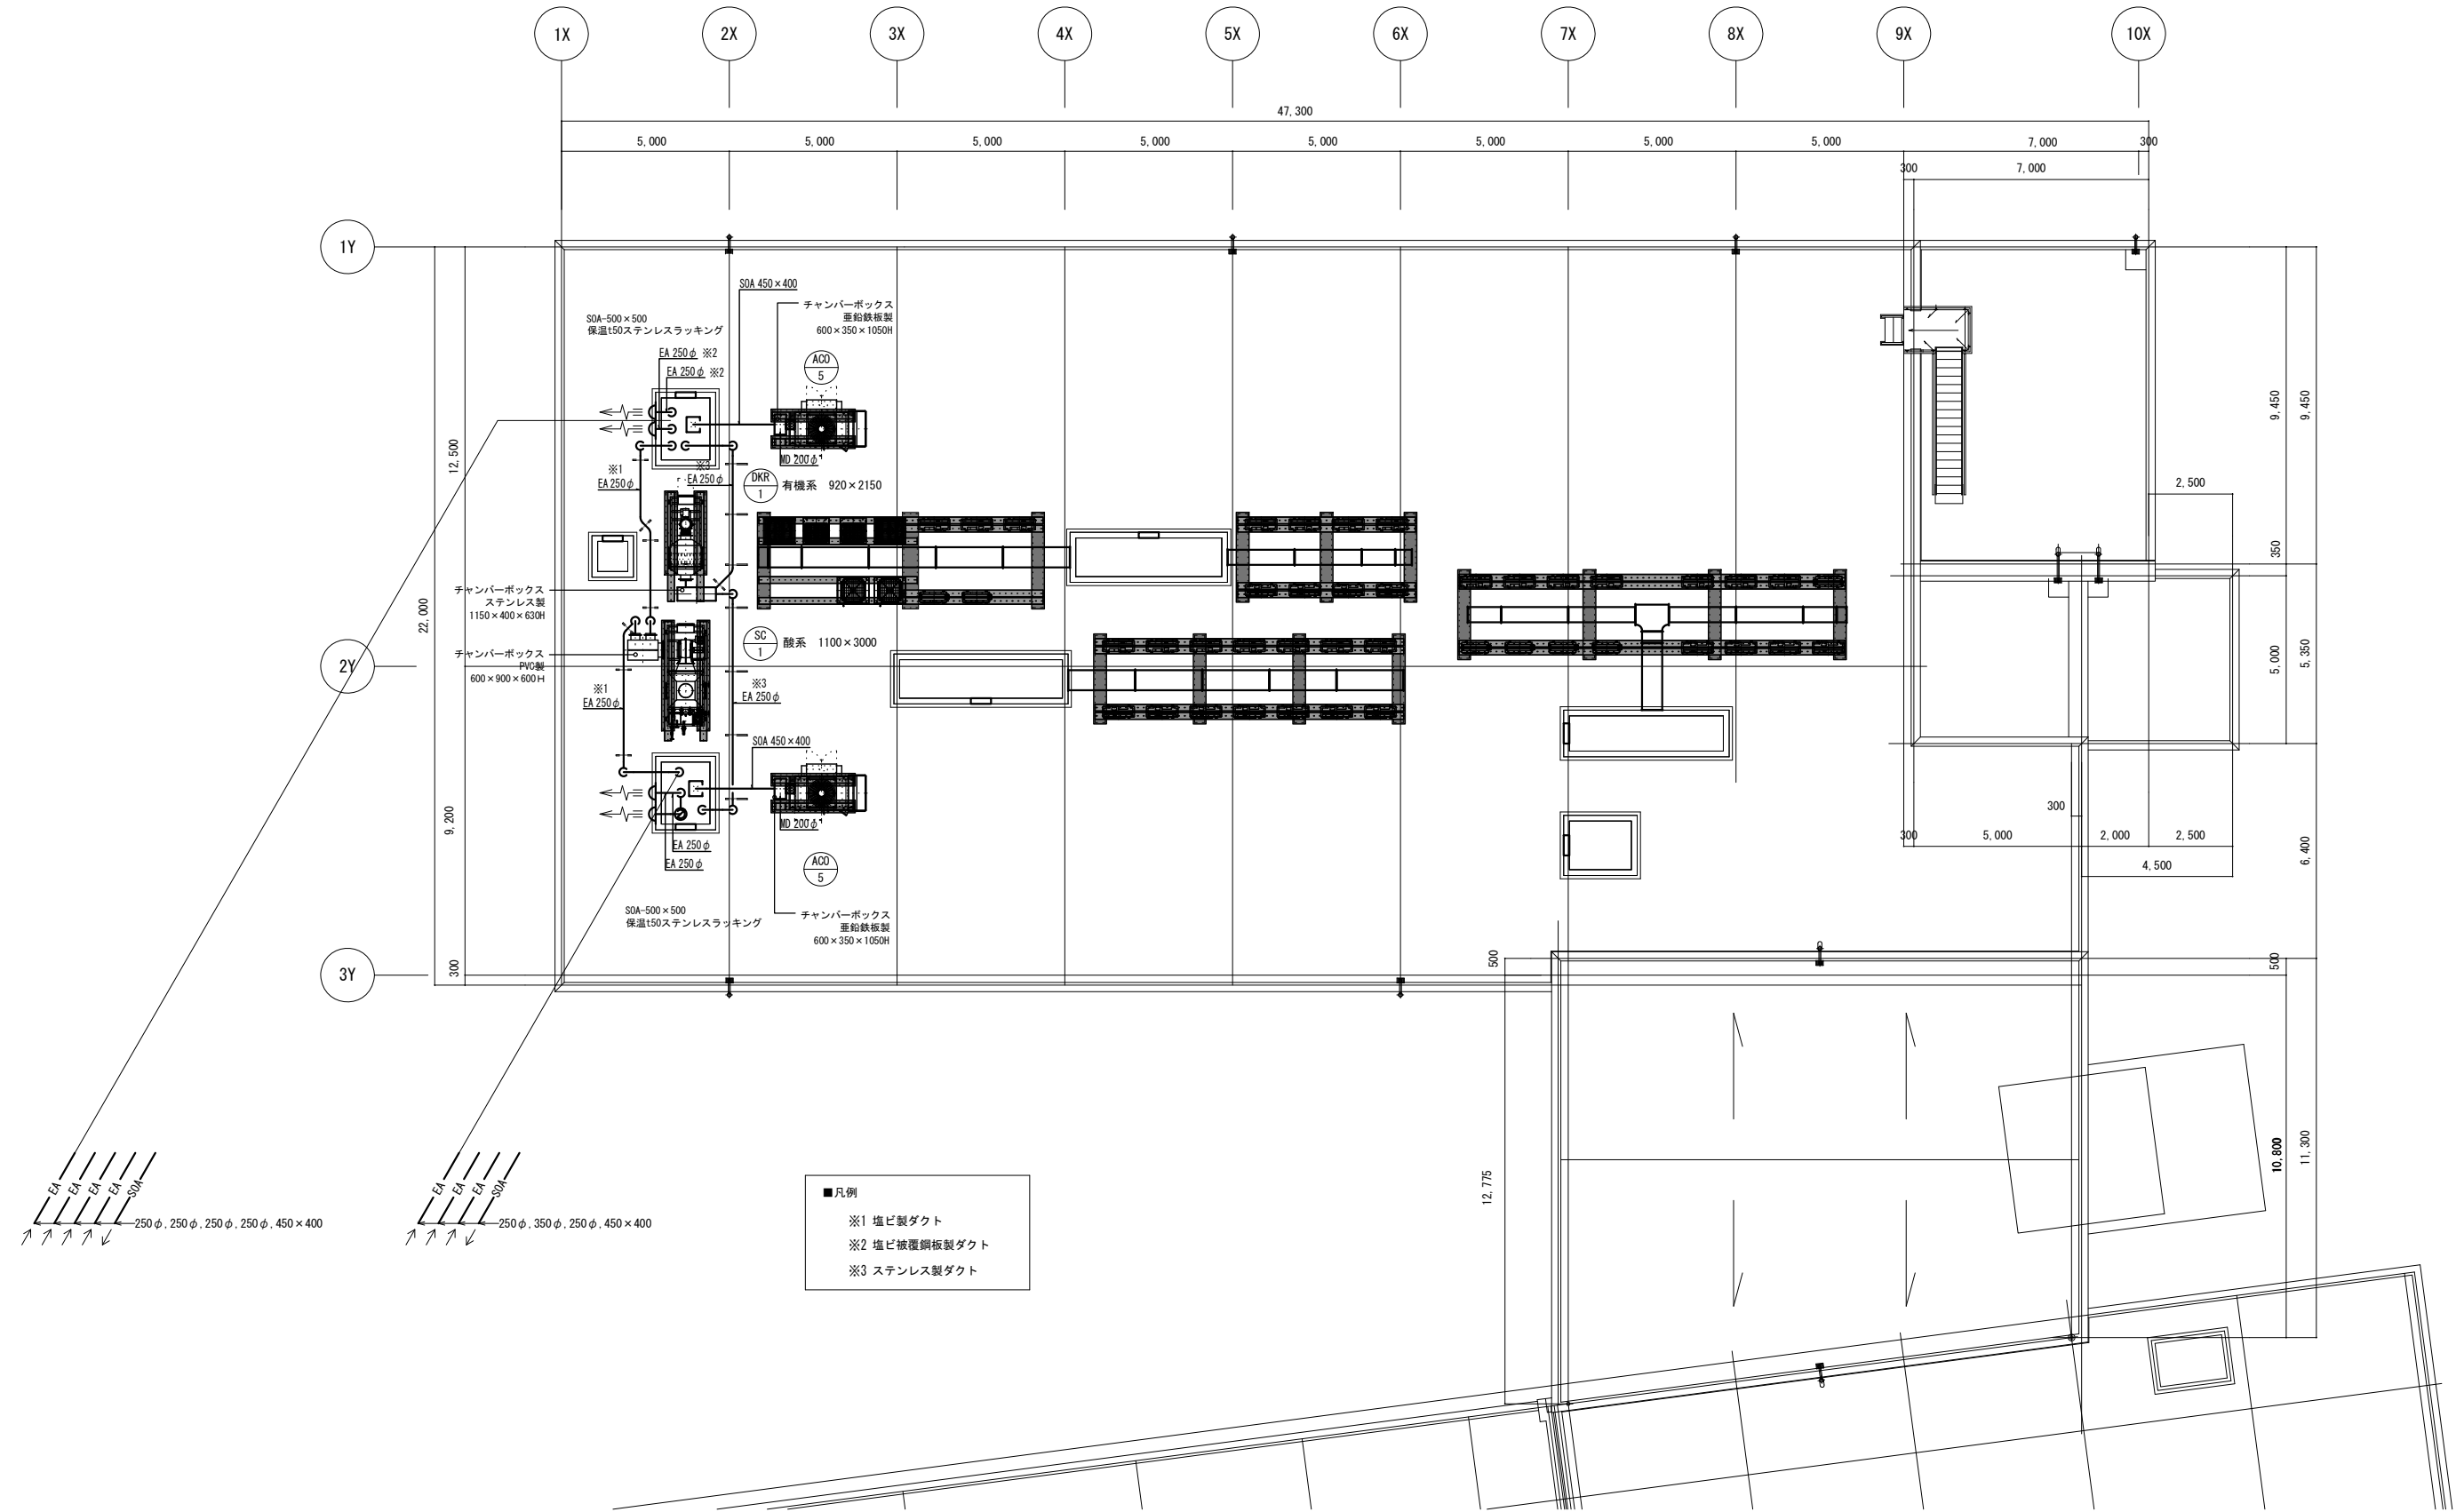 1X 2X 3X 4X 5X 6X 7X 8X 9X 10X
47,300
5,000 5,000 5,000 5,000 5,000 5,000 5,000 5,000 7,000 300
300 7,000
1Y
2Y
3Y
12,500
22,000
9,200
300
SOA 450×400
チャンバーボックス
亜鉛鉄板製
600×350×1050H
SOA-500×500
保温t50ステンレスラッキング
EA 250φ ※2
EA 250φ ※2
ACO
5
MD 200φ
※1
EA 250φ
※3
EA 250φ
DKR
1
有機系 920×2150
チャンバーボックス
ステンレス製
1150×400×630H
SC
1
酸系 1100×3000
チャンバーボックス
PVC製
600×900×600H
※1
EA 250φ
※3
EA 250φ
SOA 450×400
MD 200φ
EA 250φ
EA 250φ
ACO
5
SOA-500×500
保温t50ステンレスラッキング
チャンバーボックス
亜鉛鉄板製
600×350×1050H
9,450
9,450
2,500
350
5,000
5,350
300
300 5,000 2,000 2,500
4,500
6,400
500
500
12,775
10,800
11,300
EA EA EA EA SOA
250φ,250φ,250φ,250φ,450×400
EA EA EA SOA
250φ,350φ,250φ,450×400
■凡例
※1 塩ビ製ダクト
※2 塩ビ被覆鋼板製ダクト
※3 ステンレス製ダクト